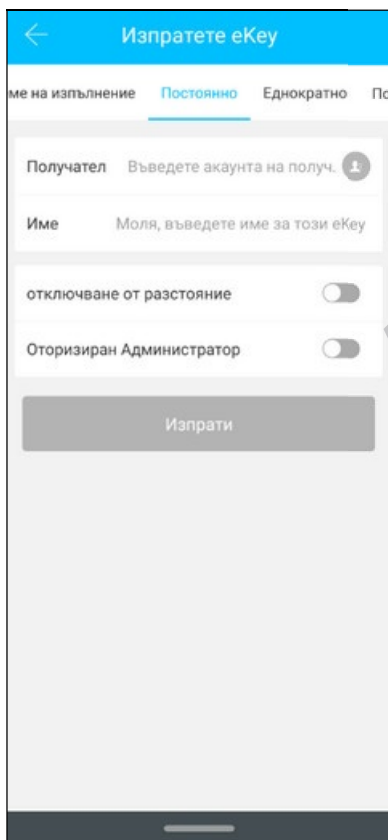 Изпратете eKey
ме на изпълнение Постоянно Еднократно По
Получател Въведете акаунта на получ.
Име Моля, въведете име за този eKey
отключване от разстояние
Оторизиран Администратор
Изпрати